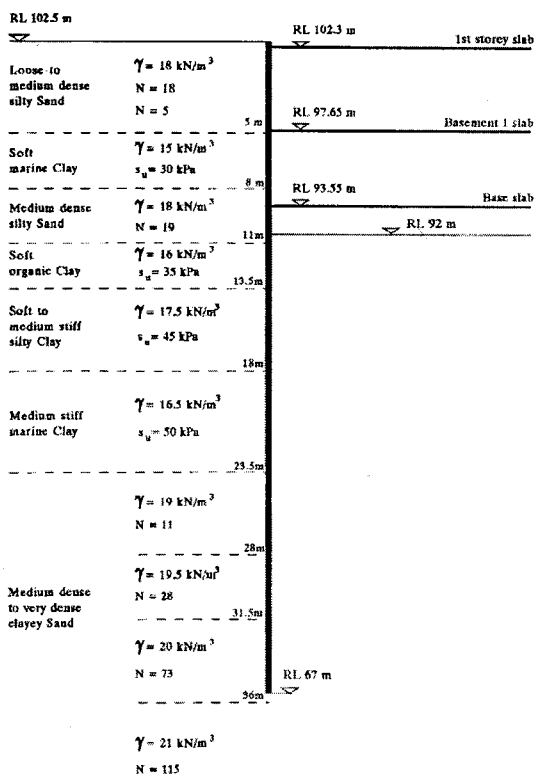 RL 102.5 m
RL 102.3 m
1st storey slab
Loose to
medium dense
silty Sand
γ = 18 kN/m³
N = 18
N = 5
5 m
RL 97.65 m
Basement 1 slab
Soft
marine Clay
γ = 15 kN/m³
s_u = 30 kPa
8 m
RL 93.55 m
Base slab
Medium dense
silty Sand
γ = 18 kN/m³
N = 19
RL 92 m
11m
Soft
organic Clay
γ = 16 kN/m³
s_u = 35 kPa
13.5m
Soft to
medium stiff
silty Clay
γ = 17.5 kN/m³
s_u = 45 kPa
18m
Medium stiff
marine Clay
γ = 16.5 kN/m³
s_u = 50 kPa
23.5m
γ = 19 kN/m³
N = 11
28m
Medium dense
to very dense
clayey Sand
γ = 19.5 kN/m³
N = 28
31.5m
γ = 20 kN/m³
N = 73
RL 67 m
36m
γ = 21 kN/m³
N = 115